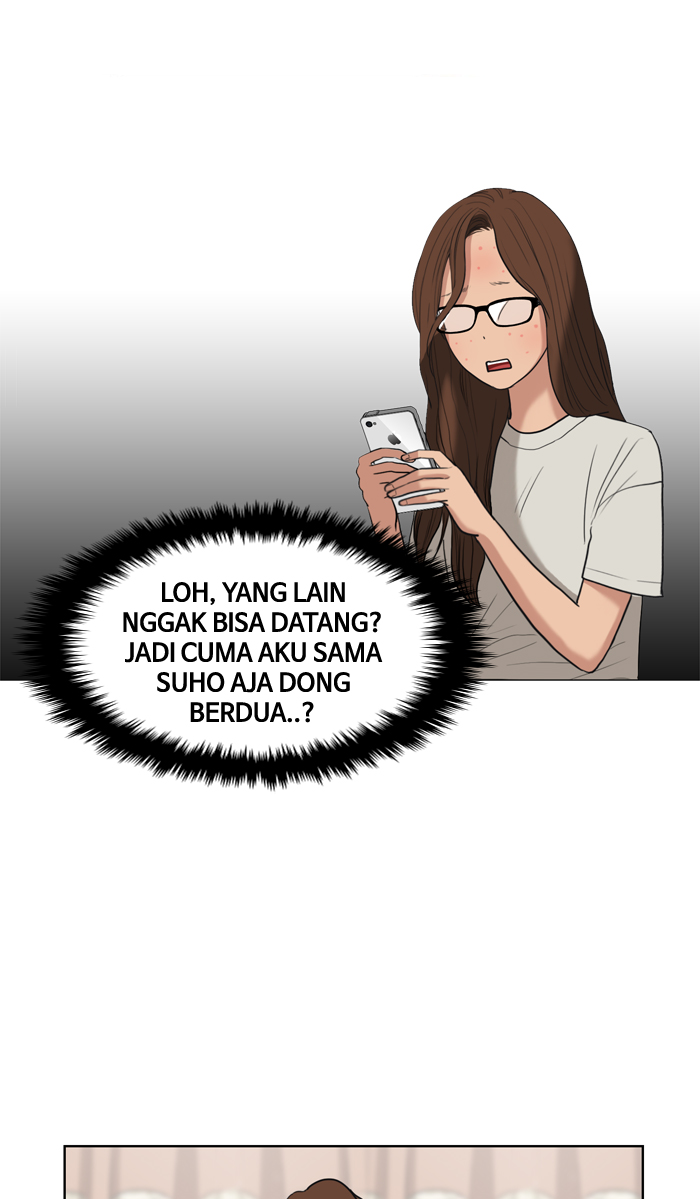 LOH, YANG LAIN
NGGAK BISA DATANG?
JADI CUMA AKU SAMA
SUHO AJA DONG
BERDUA..?